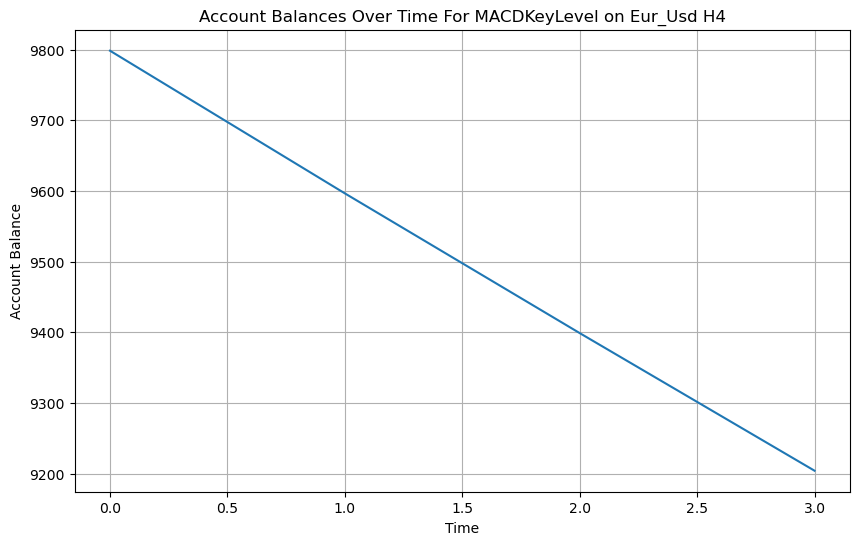 Account Balances Over Time For MACDKeyLevel on Eur_Usd H4
Account Balance
9800
9700
9600
9500
9400
9300
9200
0.0 0.5 1.0 1.5 2.0 2.5 3.0
Time